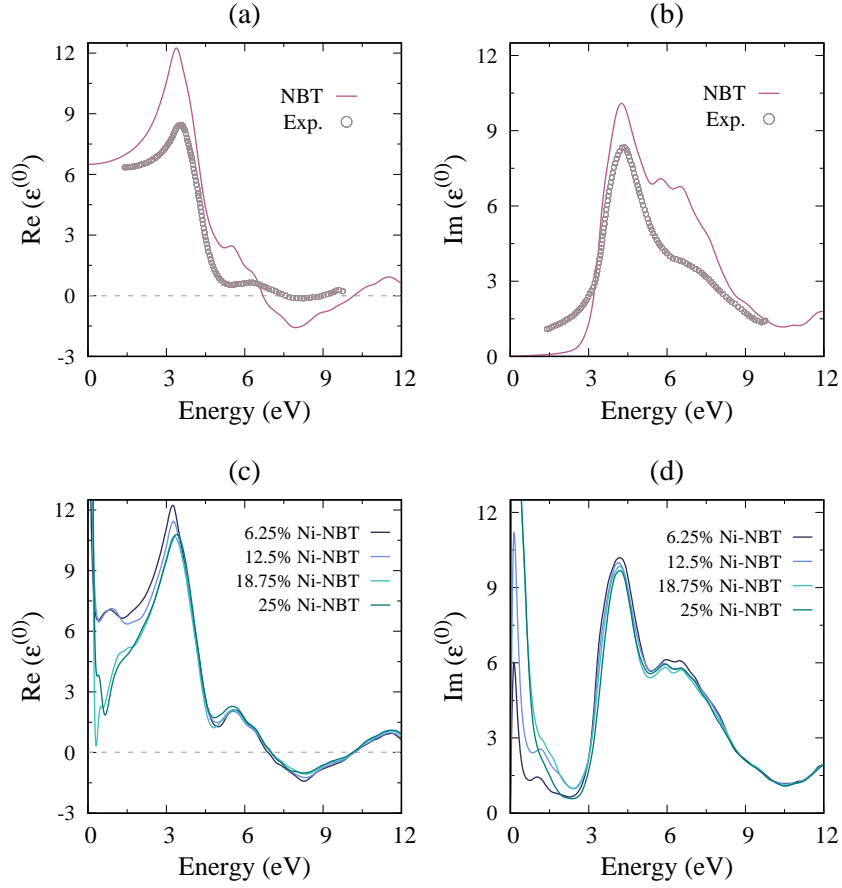 (a)
12
9
6
3
0
-3
Re (ε^(0))
NBT
Exp.
0 3 6 9 12
Energy (eV)
(b)
12
9
6
3
0
Im (ε^(0))
NBT
Exp.
0 3 6 9 12
Energy (eV)
(c)
12
9
6
3
0
-3
Re (ε^(0))
6.25% Ni-NBT
12.5% Ni-NBT
18.75% Ni-NBT
25% Ni-NBT
0 3 6 9 12
Energy (eV)
(d)
12
9
6
3
0
Im (ε^(0))
6.25% Ni-NBT
12.5% Ni-NBT
18.75% Ni-NBT
25% Ni-NBT
0 3 6 9 12
Energy (eV)